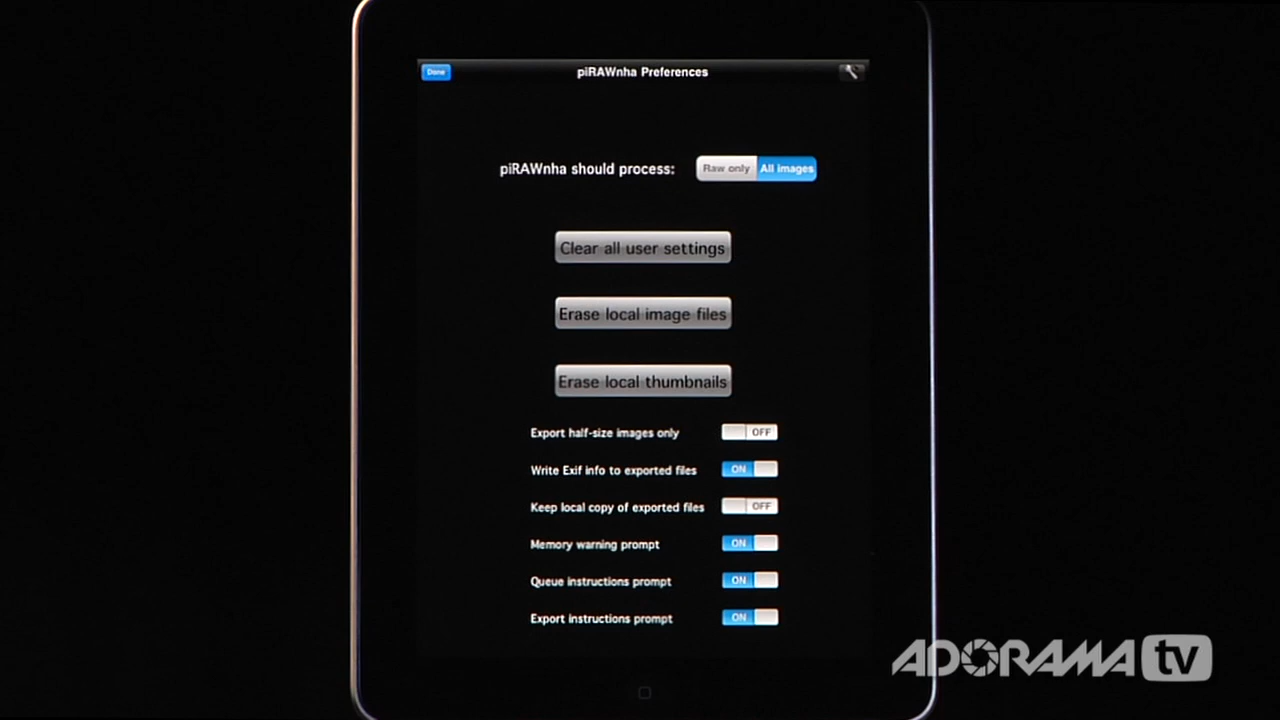 Done piRAWnha Preferences
piRAWnha should process: Raw only All images
Clear all user settings
Erase local image files
Erase local thumbnails
Export half-size images only OFF
Write Exif info to exported files ON
Keep local copy of exported files OFF
Memory warning prompt ON
Queue instructions prompt ON
Export instructions prompt ON
ADORAMA tv